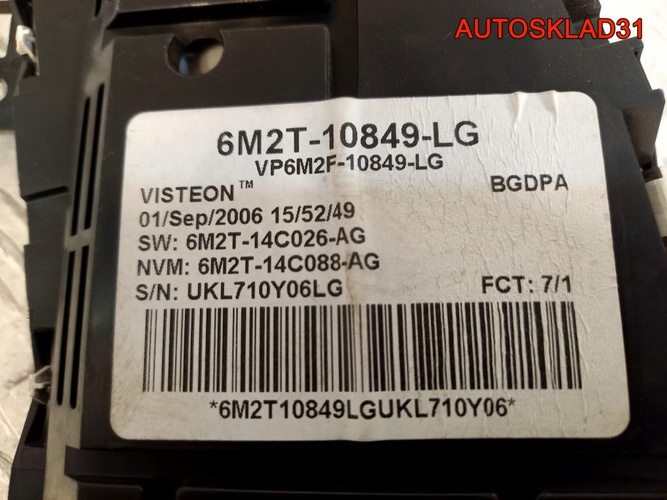 AUTOSKLAD31
6M2T-10849-LG
VP6M2F-10849-LG
VISTEON™ BGDPA
01/Sep/2006 15/52/49
SW: 6M2T-14C026-AG
NVM: 6M2T-14C088-AG
S/N: UKL710Y06LG FCT: 7/1
*6M2T10849LGUKL710Y06*